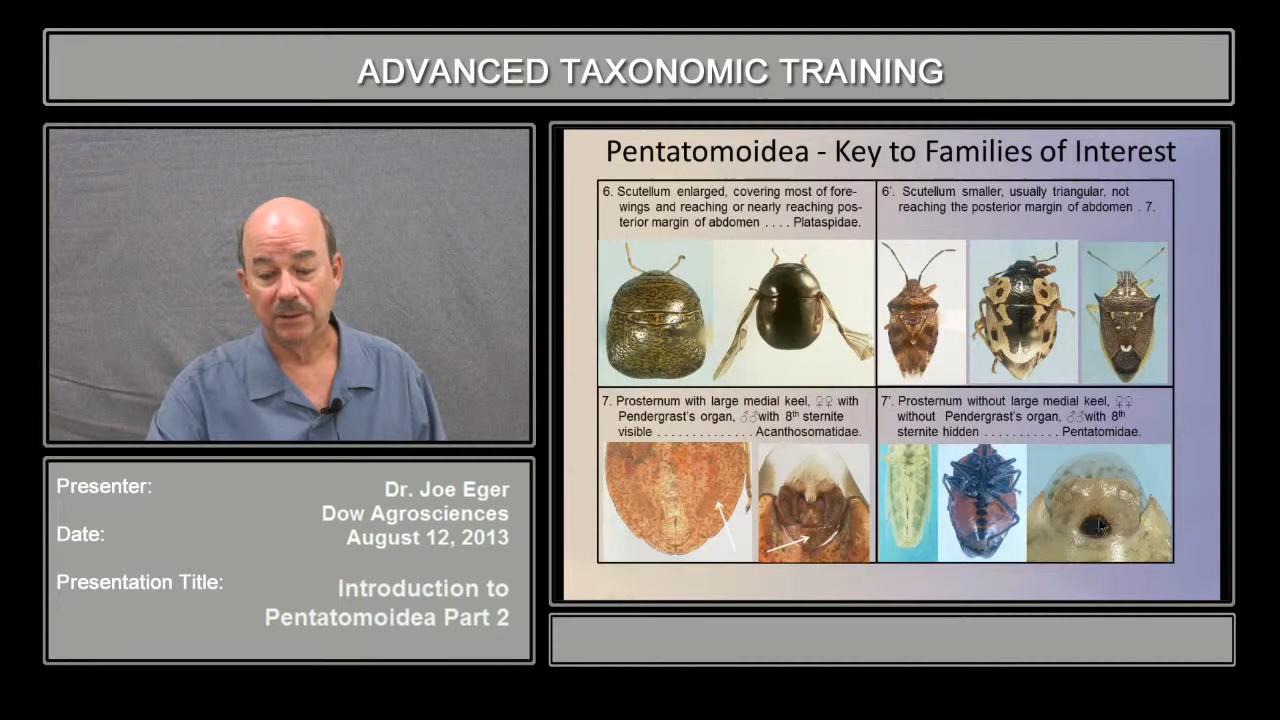 ADVANCED TAXONOMIC TRAINING
Pentatomoidea - Key to Families of Interest
6. Scutellum enlarged, covering most of fore-
wings and reaching or nearly reaching pos-
terior margin of abdomen . . . . Plataspidae.
6'. Scutellum smaller, usually triangular, not
reaching the posterior margin of abdomen . 7.
7. Prosternum with large medial keel, ♀♀ with
Pendergrast's organ, ♂♂with 8th sternite
visible . . . . . . . . . . . . . . Acanthosomatidae.
7'. Prosternum without large medial keel, ♀♀
without Pendergrast's organ, ♂♂with 8th
sternite hidden . . . . . . . . . . . Pentatomidae.
Presenter:
Dr. Joe Eger
Dow Agrosciences
Date:
August 12, 2013
Presentation Title:
Introduction to
Pentatomoidea Part 2